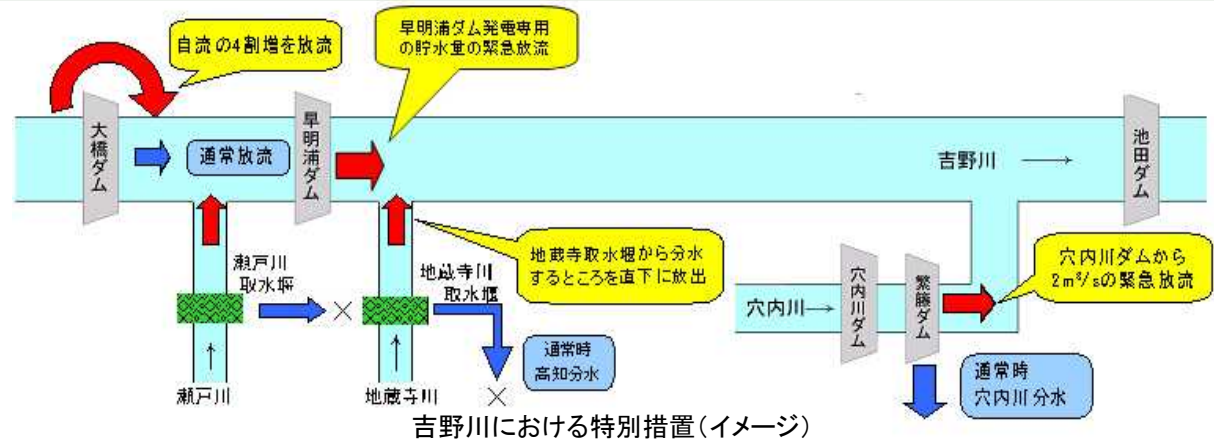 自流の4割増を放流
早明浦ダム発電専用
の貯水量の緊急放流
大橋ダム
通常放流
早明浦ダム
吉野川 →
池田ダム
瀬戸川
取水堰
地蔵寺川
取水堰
地蔵寺取水堰から分水
するところを直下に放出
穴内川ダムから
2m³/sの緊急放流
穴内川→
穴内川ダム
繁藤ダム
×
×
通常時
高知分水
通常時
穴内川分水
↑
瀬戸川
↑
地蔵寺川
吉野川における特別措置(イメージ)